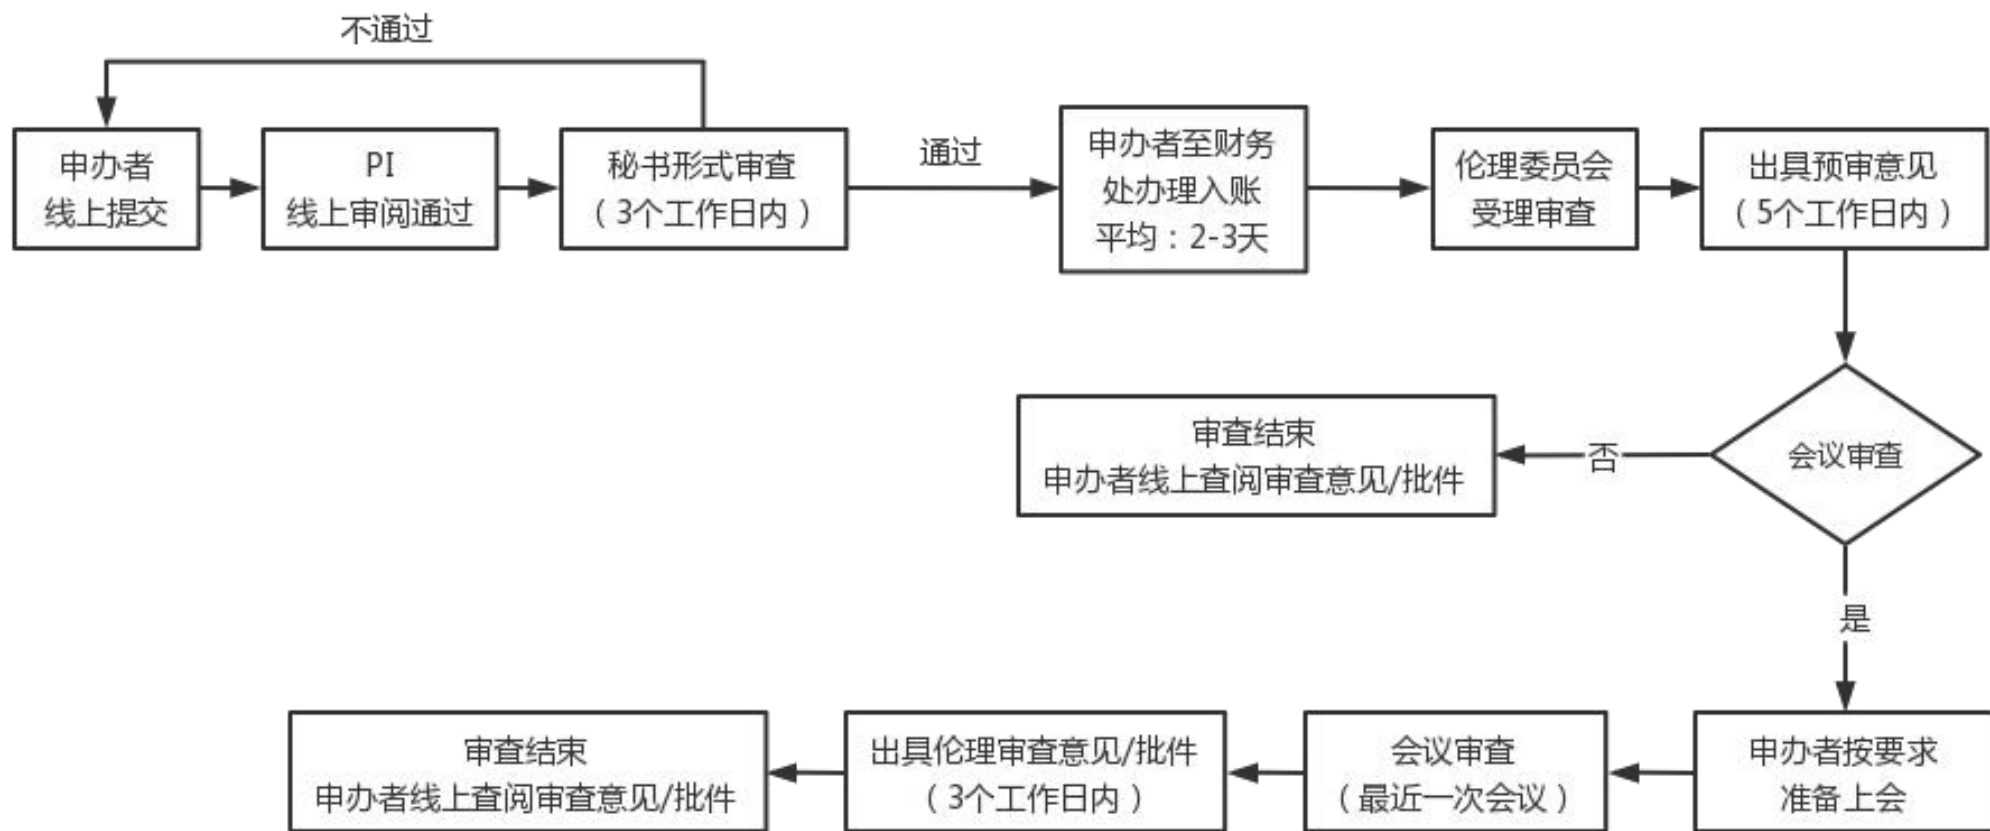 不通过
申办者
线上提交
PI
线上审阅通过
秘书形式审查
（3个工作日内）
通过
申办者至财务
处办理入账
平均：2-3天
伦理委员会
受理审查
出具预审意见
（5个工作日内）
会议审查
否
审查结束
申办者线上查阅审查意见/批件
是
申办者按要求
准备上会
会议审查
（最近一次会议）
出具伦理审查意见/批件
（3个工作日内）
审查结束
申办者线上查阅审查意见/批件